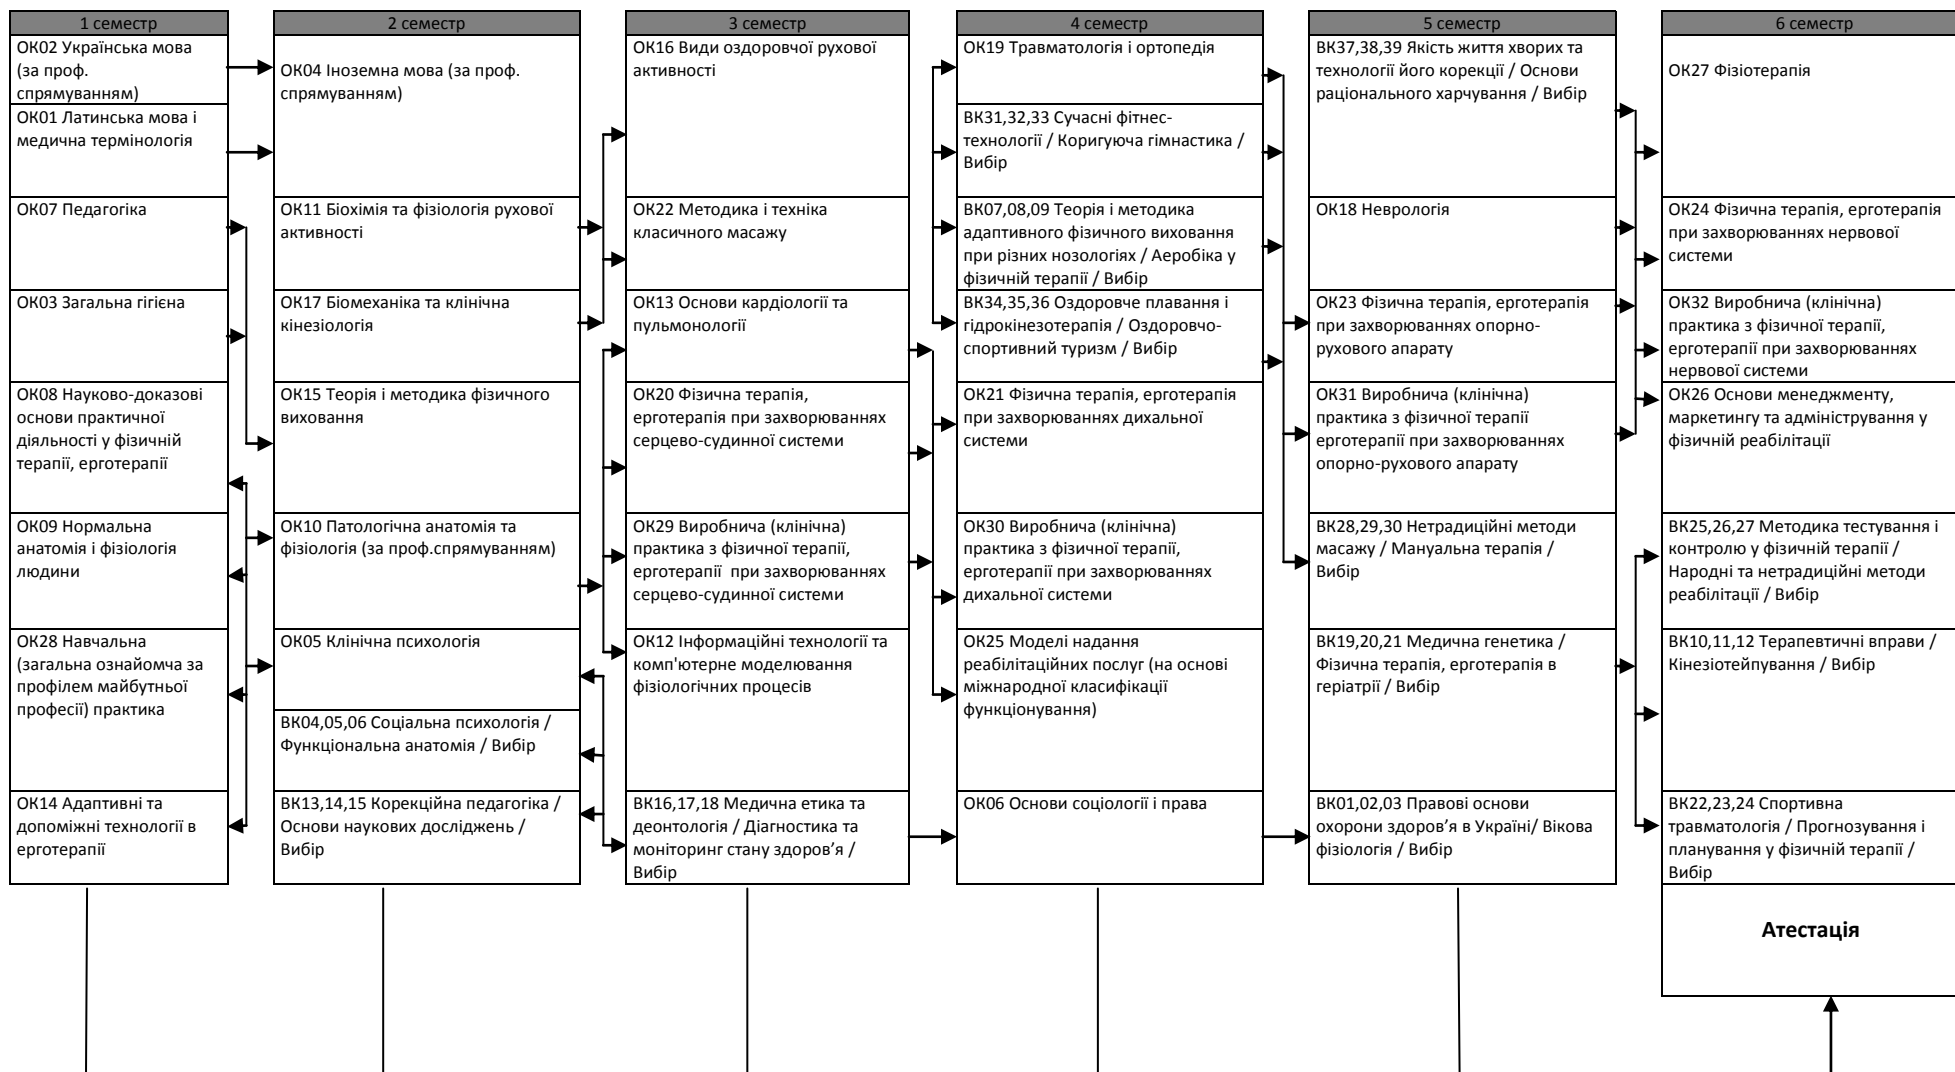 1 семестр
ОК02 Українська мова
(за проф.
спрямуванням)
ОК01 Латинська мова і
медична термінологія
ОК07 Педагогіка
ОК03 Загальна гігієна
ОК08 Науково-доказові
основи практичної
діяльності у фізичній
терапії, ерготерапії
ОК09 Нормальна
анатомія і фізіологія
людини
ОК28 Навчальна
(загальна ознайомча за
профілем майбутньої
професії) практика
ОК14 Адаптивні та
допоміжні технології в
ерготерапії
2 семестр
ОК04 Іноземна мова (за проф.
спрямуванням)
ОК11 Біохімія та фізіологія рухової
активності
ОК17 Біомеханіка та клінічна
кінезіологія
ОК15 Теорія і методика фізичного
виховання
ОК10 Патологічна анатомія та
фізіологія (за проф.спрямуванням)
ОК05 Клінічна психологія
ВК04,05,06 Соціальна психологія /
Функціональна анатомія / Вибір
ВК13,14,15 Корекційна педагогіка /
Основи наукових досліджень /
Вибір
3 семестр
ОК16 Види оздоровчої рухової
активності
ОК22 Методика і техніка
класичного масажу
ОК13 Основи кардіології та
пульмонології
ОК20 Фізична терапія,
ерготерапія при захворюваннях
серцево-судинної системи
ОК29 Виробнича (клінічна)
практика з фізичної терапії,
ерготерапії при захворюваннях
серцево-судинної системи
ОК12 Інформаційні технології та
комп'ютерне моделювання
фізіологічних процесів
ВК16,17,18 Медична етика та
деонтологія / Діагностика та
моніторинг стану здоров’я /
Вибір
4 семестр
ОК19 Травматологія і ортопедія
ВК31,32,33 Сучасні фітнес-
технології / Коригуюча гімнастика /
Вибір
ВК07,08,09 Теорія і методика
адаптивного фізичного виховання
при різних нозологіях / Аеробіка у
фізичній терапії / Вибір
ВК34,35,36 Оздоровче плавання і
гідрокінезотерапія / Оздоровчо-
спортивний туризм / Вибір
ОК21 Фізична терапія, ерготерапія
при захворюваннях дихальної
системи
ОК30 Виробнича (клінічна)
практика з фізичної терапії,
ерготерапії при захворюваннях
дихальної системи
ОК25 Моделі надання
реабілітаційних послуг (на основі
міжнародної класифікації
функціонування)
ОК06 Основи соціології і права
5 семестр
ВК37,38,39 Якість життя хворих та
технології його корекції / Основи
раціонального харчування / Вибір
ОК18 Неврологія
ОК23 Фізична терапія, ерготерапія
при захворюваннях опорно-
рухового апарату
ОК31 Виробнича (клінічна)
практика з фізичної терапії
ерготерапії при захворюваннях
опорно-рухового апарату
ВК28,29,30 Нетрадиційні методи
масажу / Мануальна терапія /
Вибір
ВК19,20,21 Медична генетика /
Фізична терапія, ерготерапія в
геріатрії / Вибір
ВК01,02,03 Правові основи
охорони здоров’я в Україні/ Вікова
фізіологія / Вибір
6 семестр
ОК27 Фізіотерапія
ОК24 Фізична терапія, ерготерапія
при захворюваннях нервової
системи
ОК32 Виробнича (клінічна)
практика з фізичної терапії,
ерготерапії при захворюваннях
нервової системи
ОК26 Основи менеджменту,
маркетингу та адміністрування у
фізичній реабілітації
ВК25,26,27 Методика тестування і
контролю у фізичній терапії /
Народні та нетрадиційні методи
реабілітації / Вибір
ВК10,11,12 Терапевтичні вправи /
Кінезіотейпування / Вибір
ВК22,23,24 Спортивна
травматологія / Прогнозування і
планування у фізичній терапії /
Вибір
Атестація